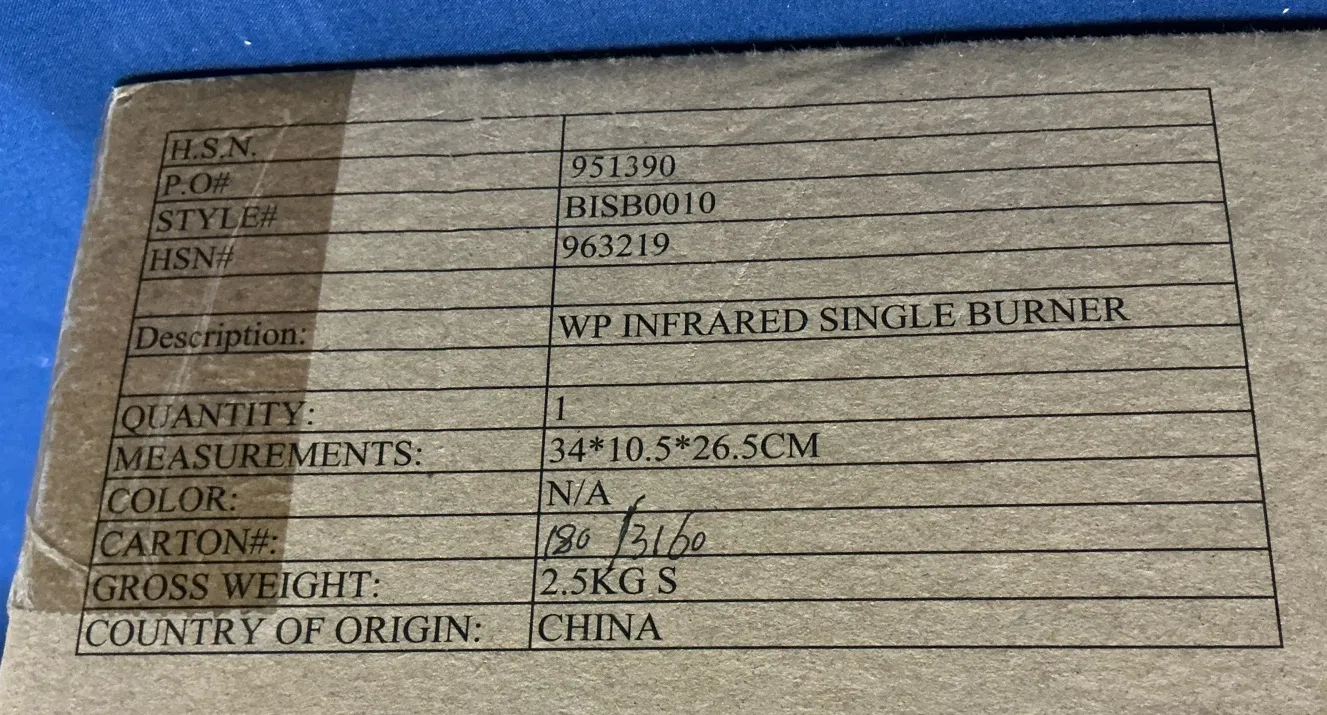 H.S.N.
P.O# 951390
STYLE# BISB0010
HSN# 963219
Description: WP INFRARED SINGLE BURNER
QUANTITY: 1
MEASUREMENTS: 34*10.5*26.5CM
COLOR: N/A
CARTON#: 180 /3160
GROSS WEIGHT: 2.5KG S
COUNTRY OF ORIGIN: CHINA